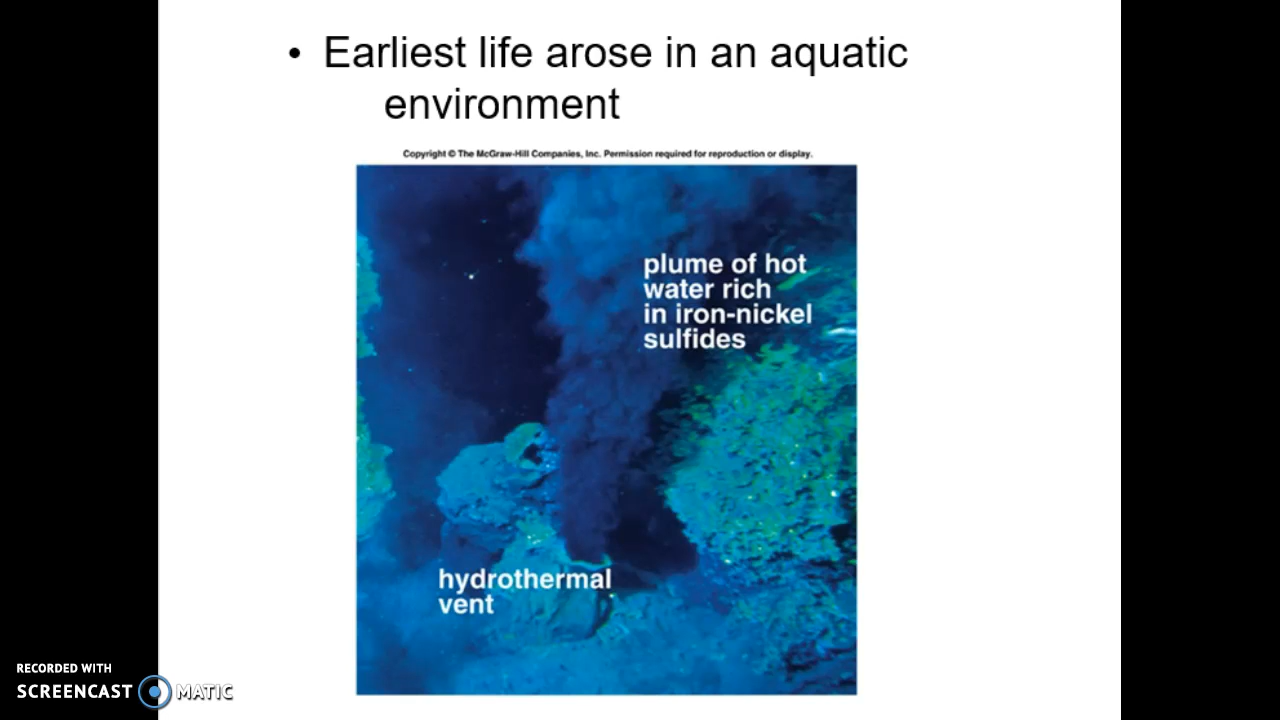 • Earliest life arose in an aquatic
environment
Copyright © The McGraw-Hill Companies, Inc. Permission required for reproduction or display.
plume of hot
water rich
in iron-nickel
sulfides
hydrothermal
vent
RECORDED WITH
SCREENCAST MATIC